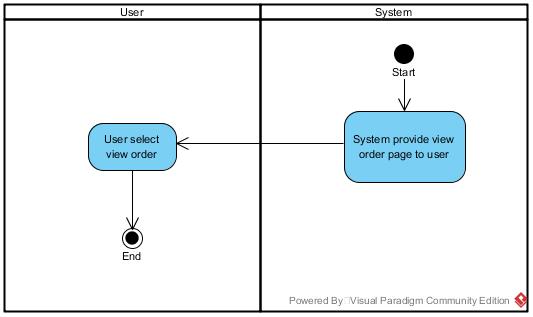 User
System
Start
System provide view
order page to user
User select
view order
End
Powered By Visual Paradigm Community Edition